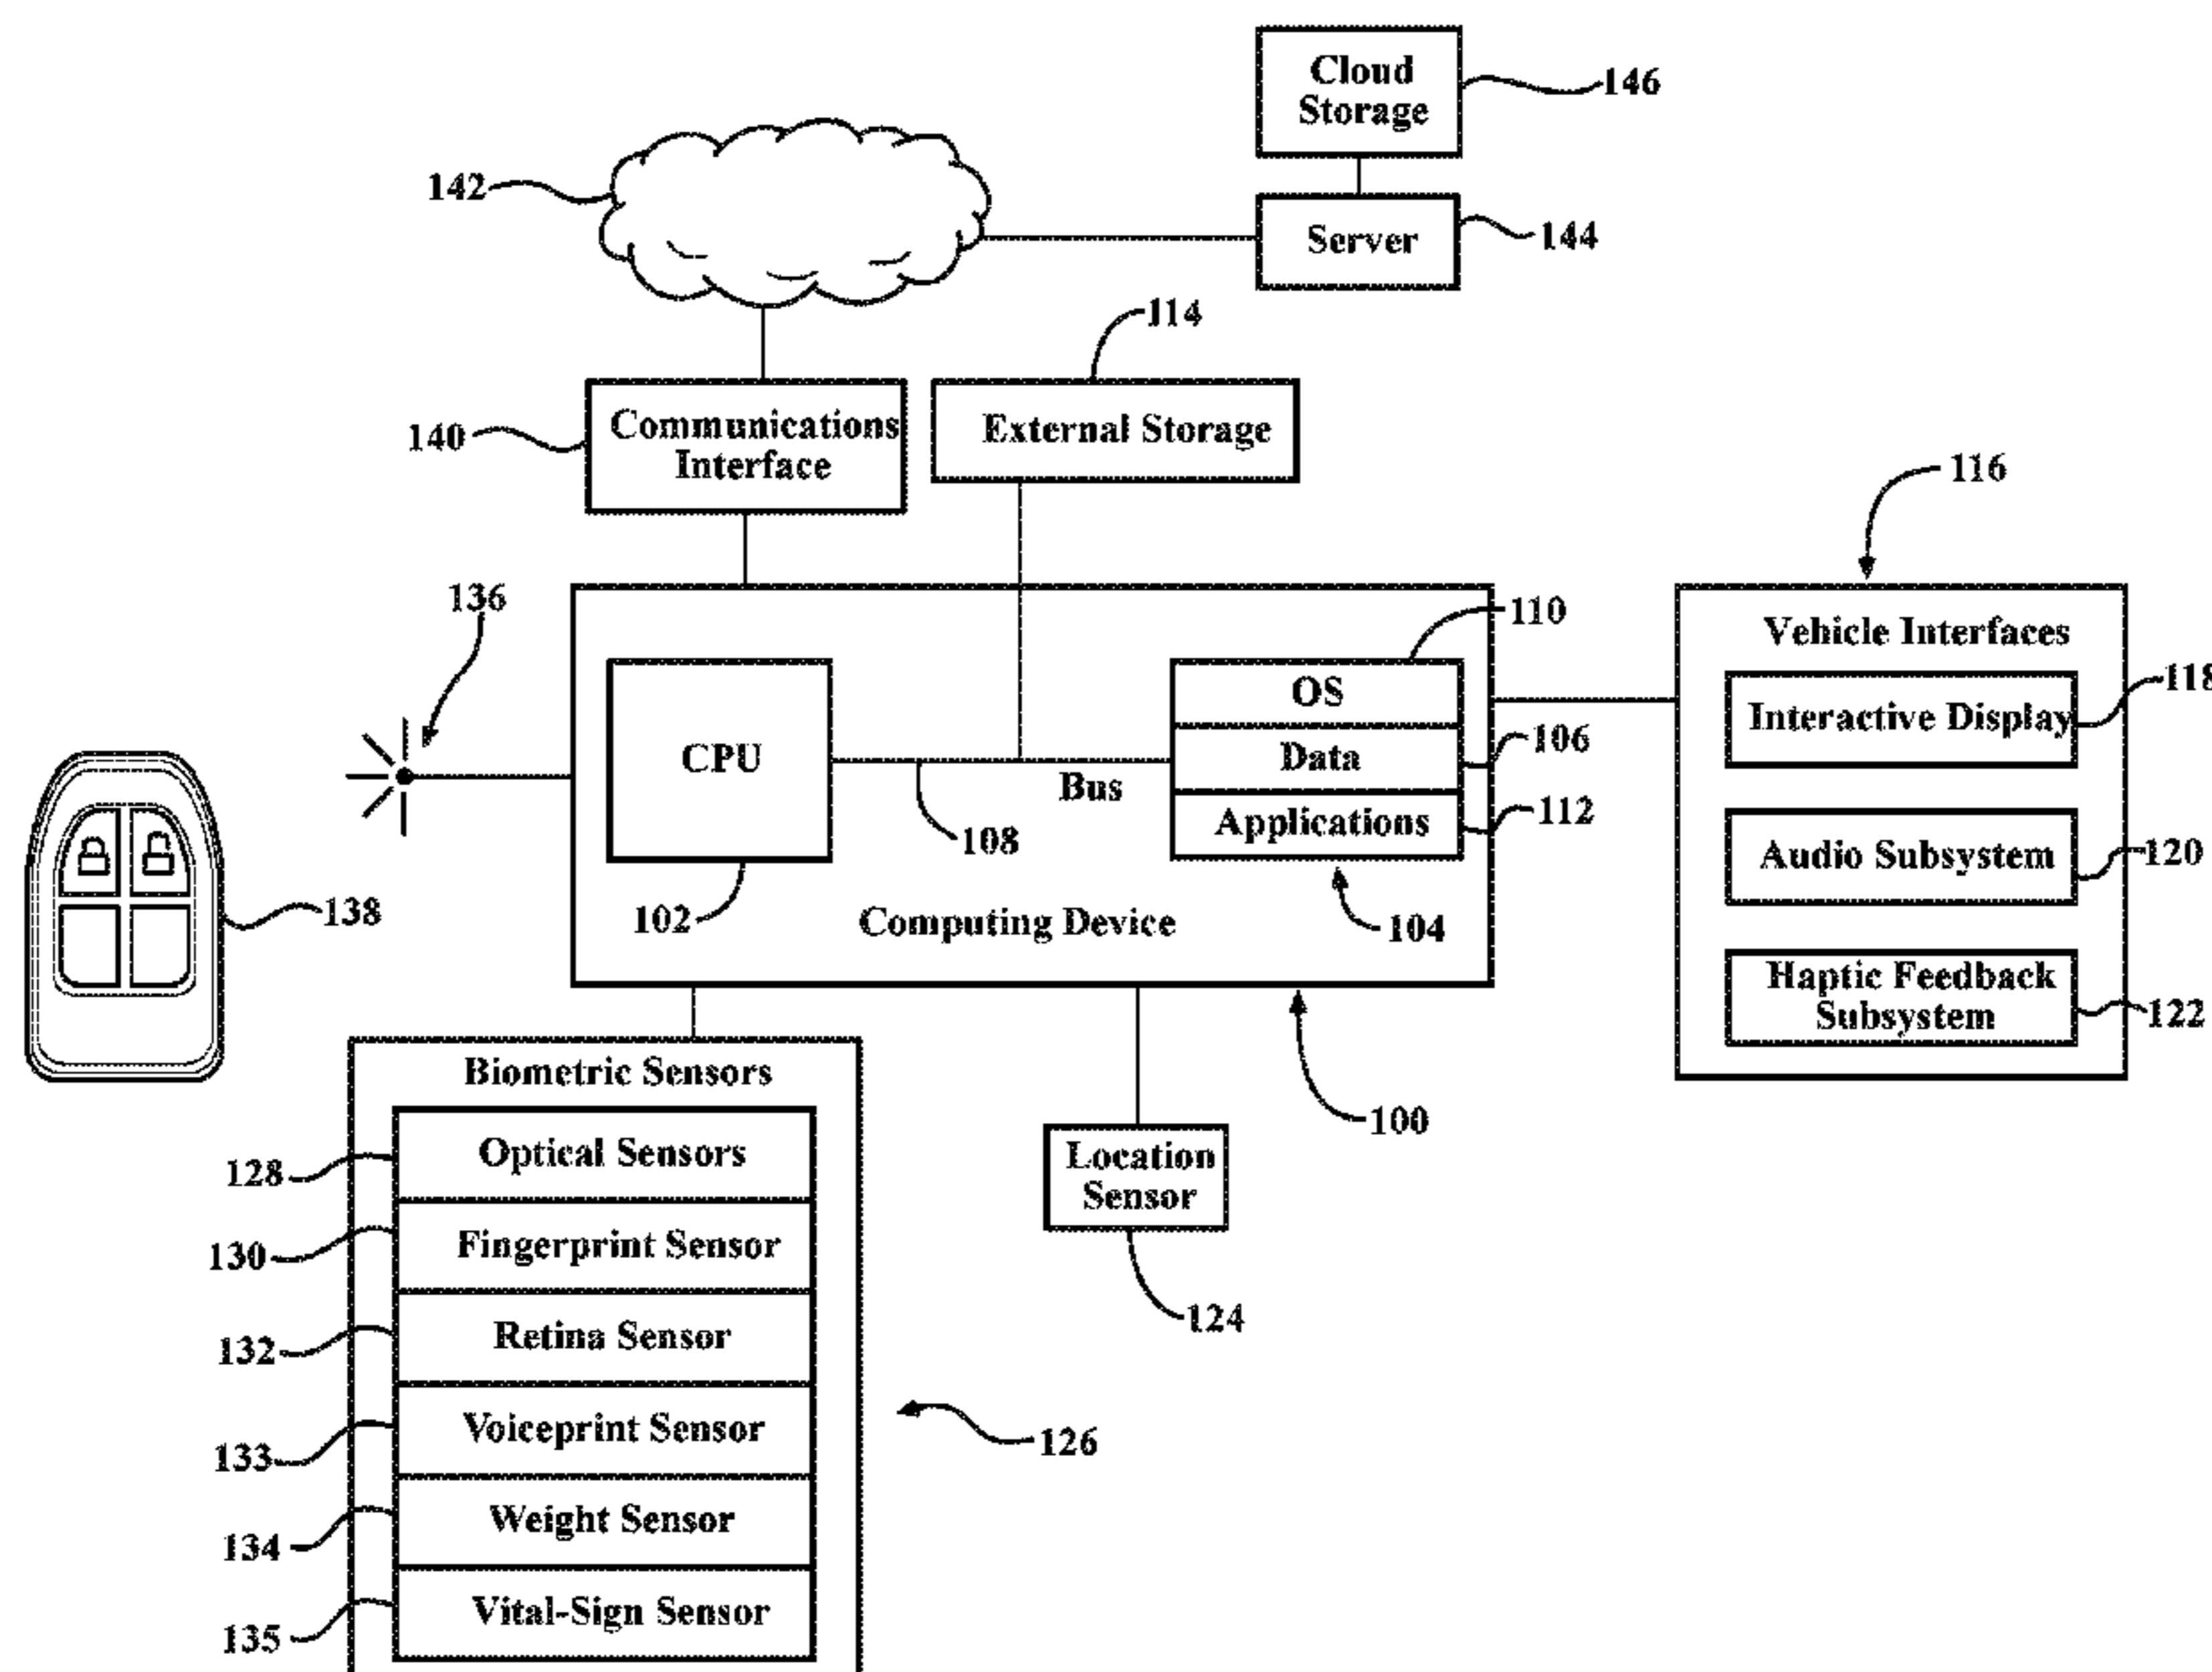 Cloud
Storage
146
142
Server
144
114
140
Communications
Interface
External Storage
116
136
110
Vehicle Interfaces
118
OS
Interactive Display
CPU
106
Data
Bus
Applications
112
108
Audio Subsystem
120
138
102
Computing Device
104
Haptic Feedback
Subsystem
122
Biometric Sensors
100
Optical Sensors
128
Location
Sensor
Fingerprint Sensor
130
124
Retina Sensor
132
Voiceprint Sensor
133
126
Weight Sensor
134
Vital-Sign Sensor
135